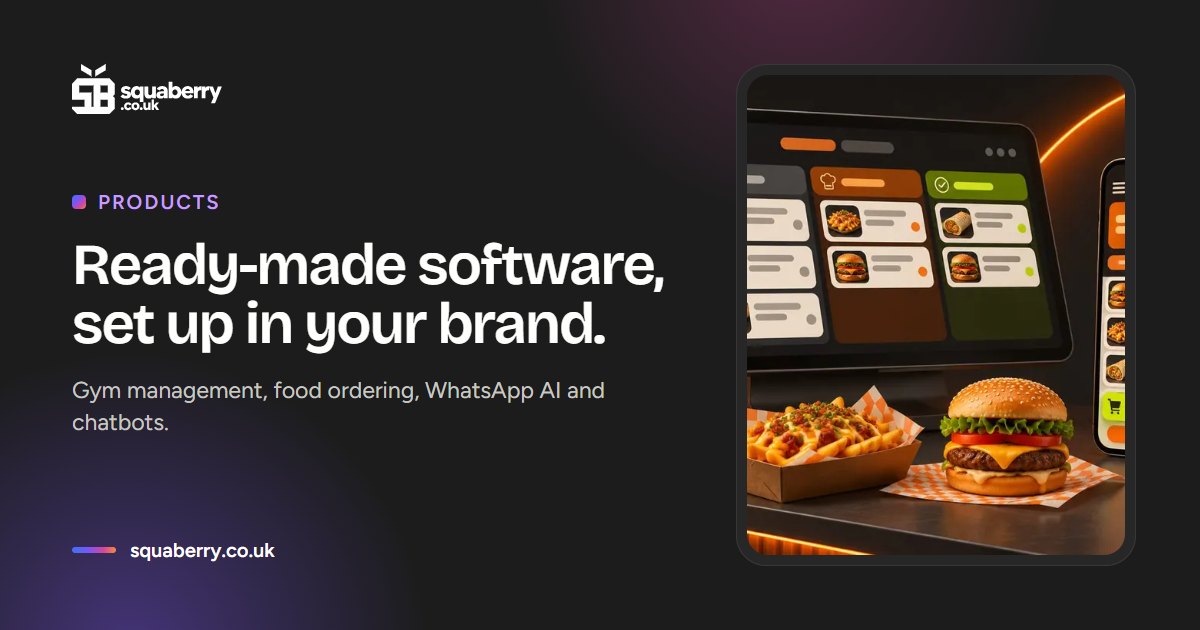 squaberry
.co.uk
PRODUCTS
Ready-made software,
set up in your brand.
Gym management, food ordering, WhatsApp AI and
chatbots.
squaberry.co.uk